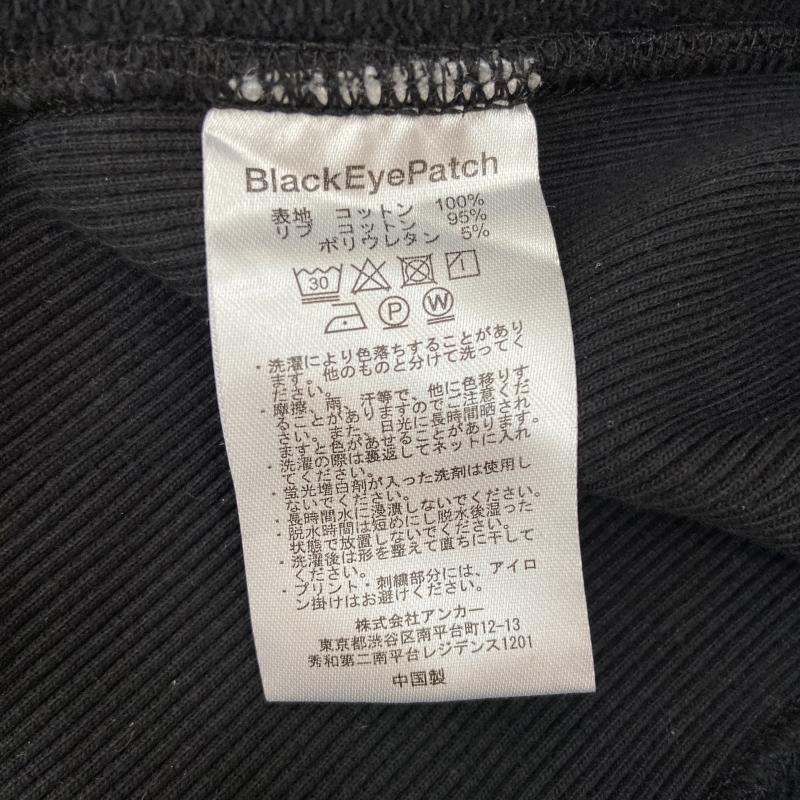 BlackEyePatch
表地 コットン 100%
リブ コットン 95%
ポリウレタン 5%
30
P W
・洗濯により色落ちすることがあり
ます。他のものと分けて洗ってく
ださい。
・摩擦、雨、汗等で、他に色移りす
ることがありますのでご注意くだ
さい。また、日光に長時間晒され
ますと色があせることがあります。
・洗濯の際は裏返してネットに入れ
てください。
・蛍光増白剤が入った洗剤は使用し
ないでください。
・長時間水に浸漬しないでください。
・脱水時間は短めにし脱水後湿った
状態で放置しないでください。
・洗濯後は形を整えて直ちに干して
ください。
・プリント・刺繍部分には、アイロ
ン掛けはお避けください。
株式会社アンカー
東京都渋谷区南平台町12-13
秀和第二南平台レジデンス1201
中国製